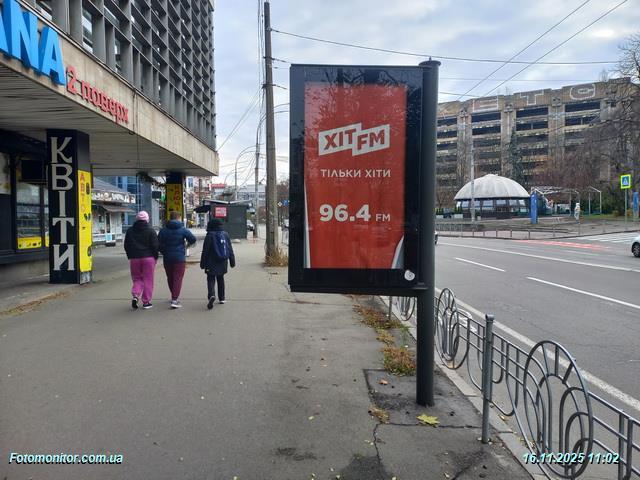 ANA
2 поверх
КВІТИ
ХІТ FM
ТІЛЬКИ ХІТИ
96.4 FM
Fotomonitor.com.ua
16.11.2025 11:02